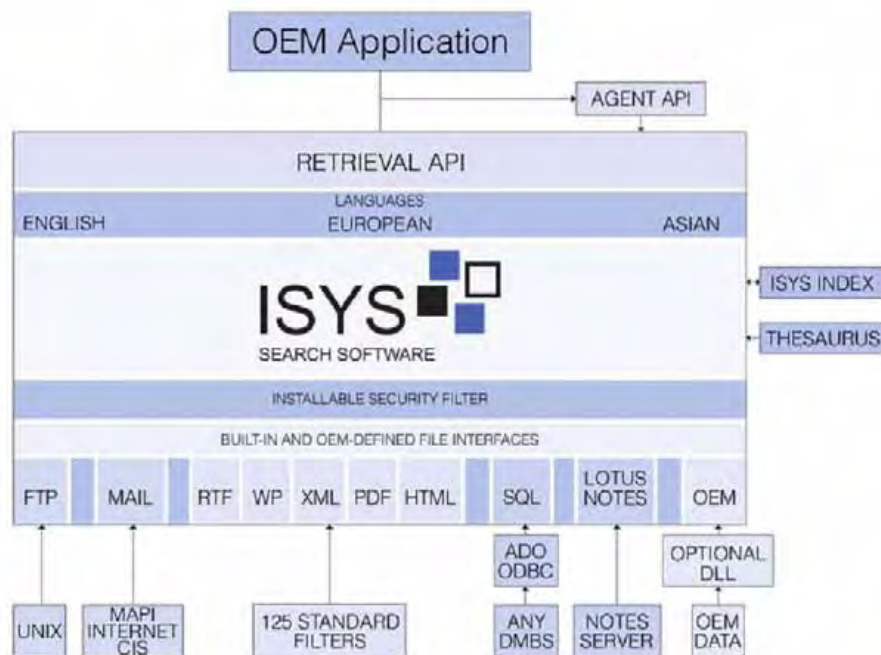 OEM Application
AGENT API
RETRIEVAL API
LANGUAGES
ENGLISH EUROPEAN ASIAN
ISYS
SEARCH SOFTWARE
ISYS INDEX
THESAURUS
INSTALLABLE SECURITY FILTER
BUILT-IN AND OEM-DEFINED FILE INTERFACES
FTP MAIL RTF WP XML PDF HTML SQL LOTUS NOTES OEM
ADO
ODBC
OPTIONAL
DLL
UNIX
MAPI
INTERNET
CIS
125 STANDARD
FILTERS
ANY
DMBS
NOTES
SERVER
OEM
DATA